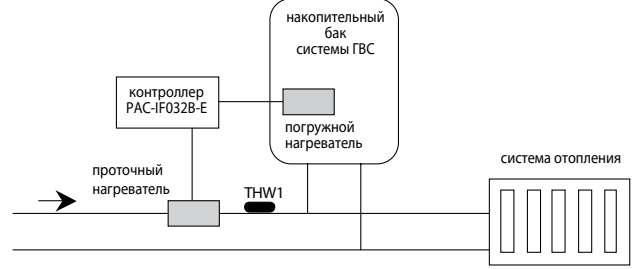 накопительный
бак
системы ГВС
контроллер
PAC-IF032B-E
погружной
нагреватель
проточный
нагреватель
THW1
система отопления